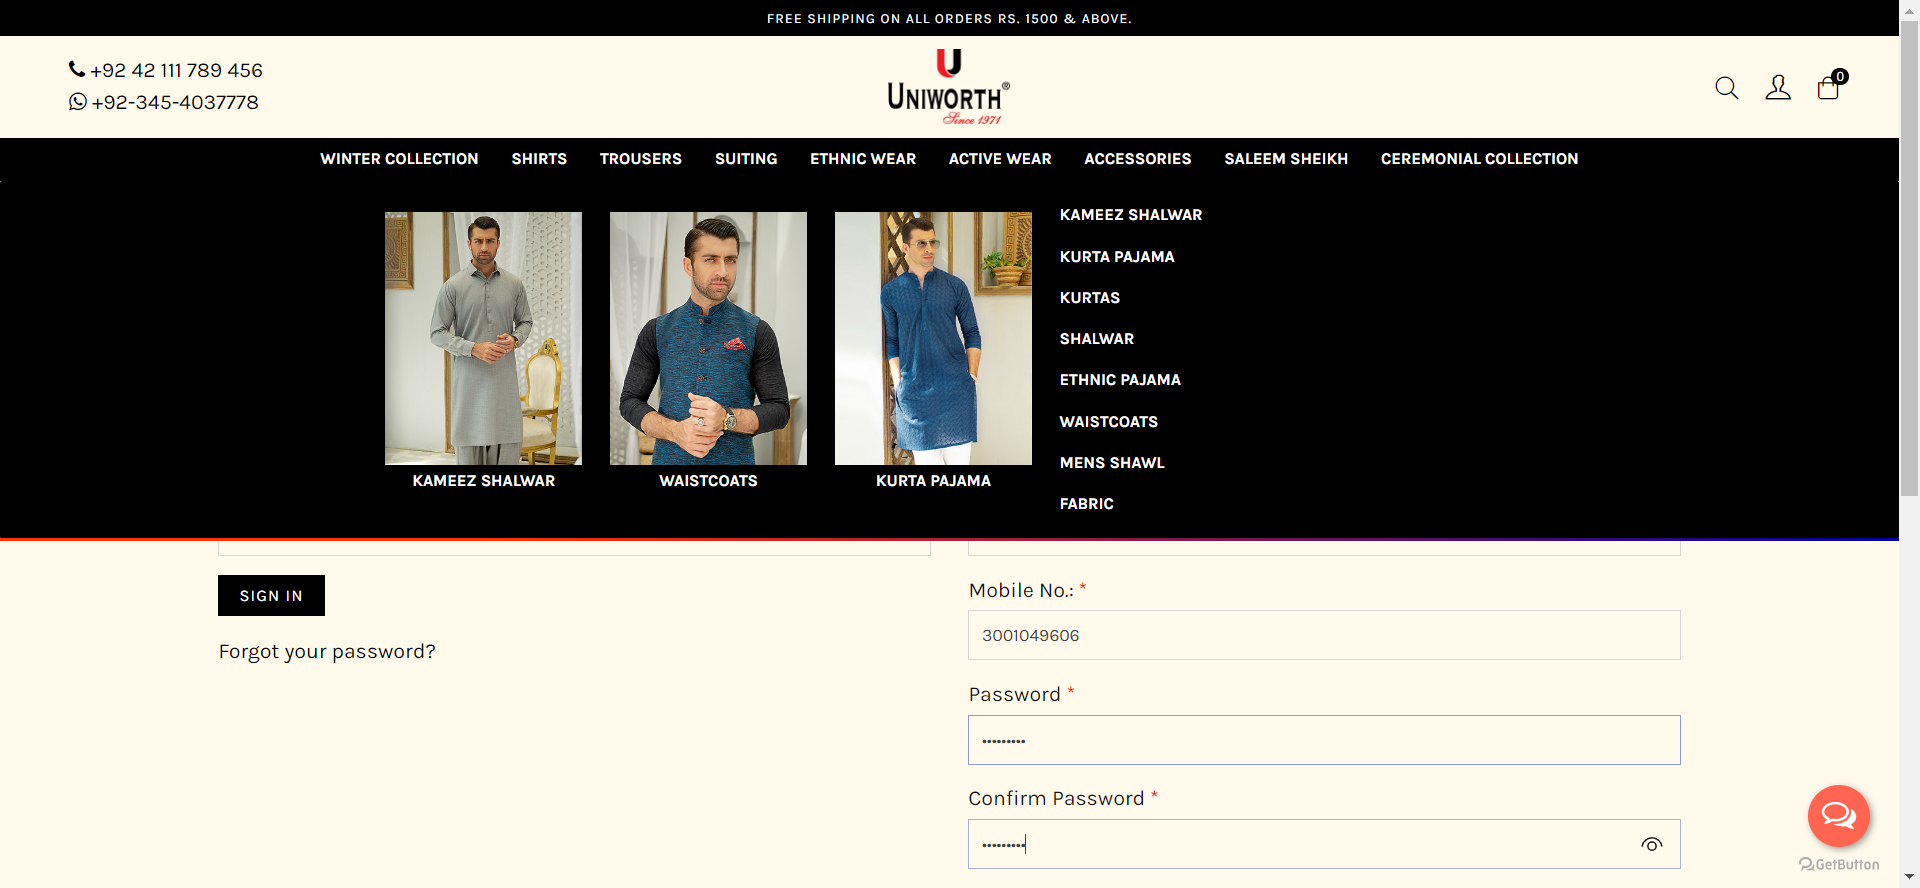 FREE SHIPPING ON ALL ORDERS RS. 1500 & ABOVE.
+92 42 111 789 456
+92-345-4037778
U
UNIWORTH®
Since 1971
0
WINTER COLLECTION SHIRTS TROUSERS SUITING ETHNIC WEAR ACTIVE WEAR ACCESSORIES SALEEM SHEIKH CEREMONIAL COLLECTION
KAMEEZ SHALWAR
WAISTCOATS
KURTA PAJAMA
KAMEEZ SHALWAR
KURTA PAJAMA
KURTAS
SHALWAR
ETHNIC PAJAMA
WAISTCOATS
MENS SHAWL
FABRIC
SIGN IN
Forgot your password?
Mobile No.: *
3001049606
Password *
•••••••••
Confirm Password *
•••••••••
GetButton